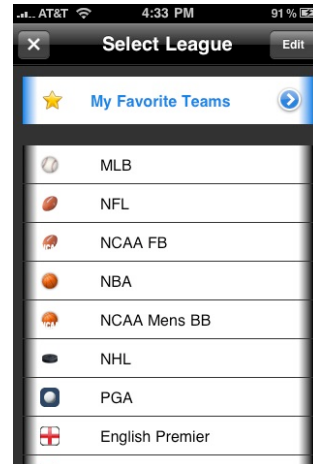 AT&T 4:33 PM 91%
Select League Edit
My Favorite Teams
MLB
NFL
NCAA FB
NBA
NCAA Mens BB
NHL
PGA
English Premier